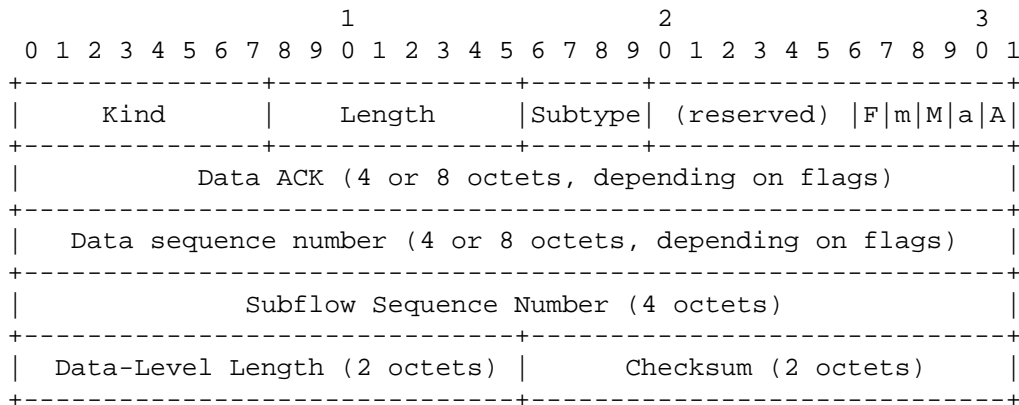 1                   2                   3
 0 1 2 3 4 5 6 7 8 9 0 1 2 3 4 5 6 7 8 9 0 1 2 3 4 5 6 7 8 9 0 1
+---------------+---------------+-------+----------------------+
|     Kind      |    Length     |Subtype| (reserved) |F|m|M|a|A|
+---------------+---------------+-------+----------------------+
|           Data ACK (4 or 8 octets, depending on flags)       |
+--------------------------------------------------------------+
|   Data sequence number (4 or 8 octets, depending on flags)   |
+--------------------------------------------------------------+
|              Subflow Sequence Number (4 octets)              |
+-------------------------------+------------------------------+
|  Data-Level Length (2 octets) |      Checksum (2 octets)     |
+-------------------------------+------------------------------+